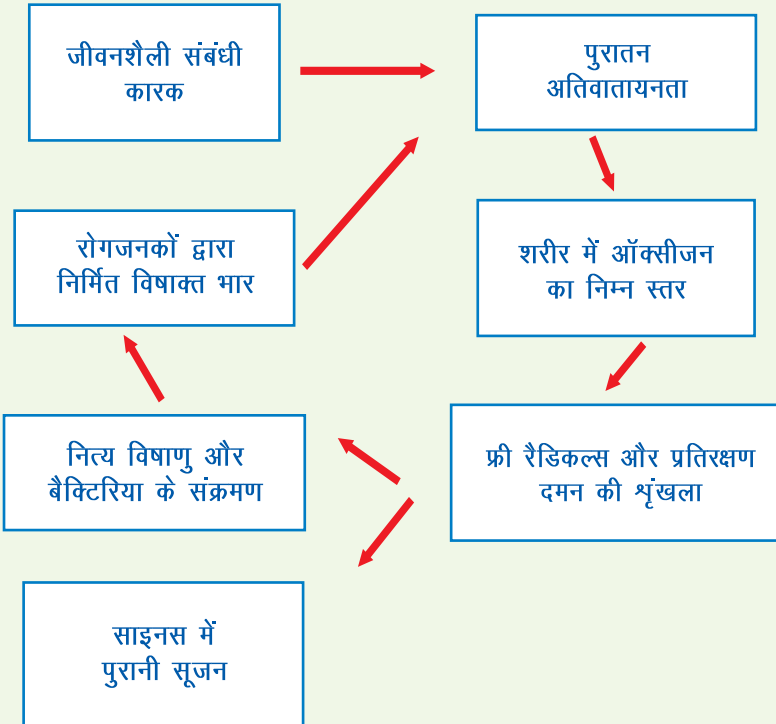 जीवनशैली संबंधी
कारक
पुरातन
अतिवातायनता
रोगजनकों द्वारा
निर्मित विषाक्त भार
शरीर में ऑक्सीजन
का निम्न स्तर
नित्य विषाणु और
बैक्टिरिया के संक्रमण
फ्री रैडिकल्स और प्रतिरक्षण
दमन की शृंखला
साइनस में
पुरानी सूजन